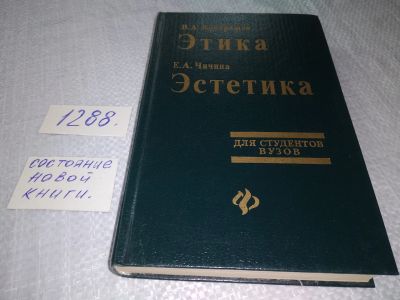 Этика
Е.А. Чичина
Эстетика
ДЛЯ СТУДЕНТОВ
ВУЗОВ
1288.
состояние
новой
книги.